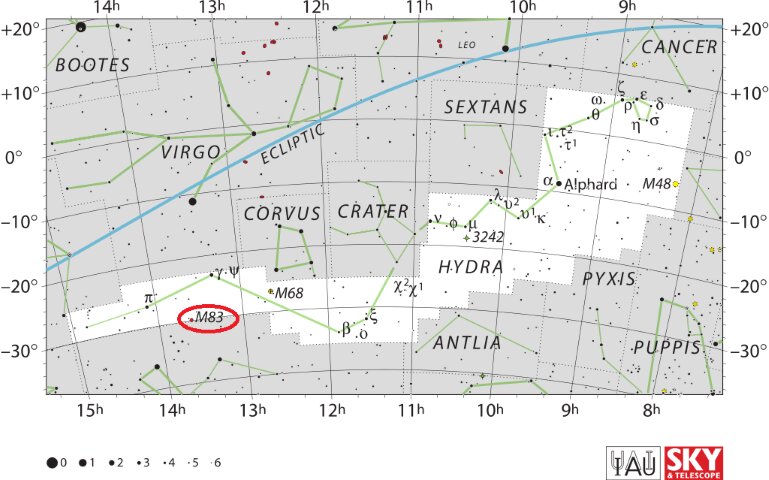 14h 13h 12h 11h 10h 9h
+20° +20°
LEO
CANCER
BOOTES
+10° +10°
ζ ε
ω ρ δ
θ η σ
SEXTANS
ι τ² τ¹
0° 0°
VIRGO
ECLIPTIC
α Alphard
M48
λ υ²
υ¹ κ
ν φ μ
3242
CORVUS
CRATER
-10° -10°
HYDRA
PYXIS
γ ψ
M68
χ² χ¹
-20° -20°
π
M83
ξ
β ο
ANTLIA
PUPPIS
-30° -30°
15h 14h 13h 12h 11h 10h 9h 8h
0 1 2 3 4 5 6
IAU
SKY
& TELESCOPE